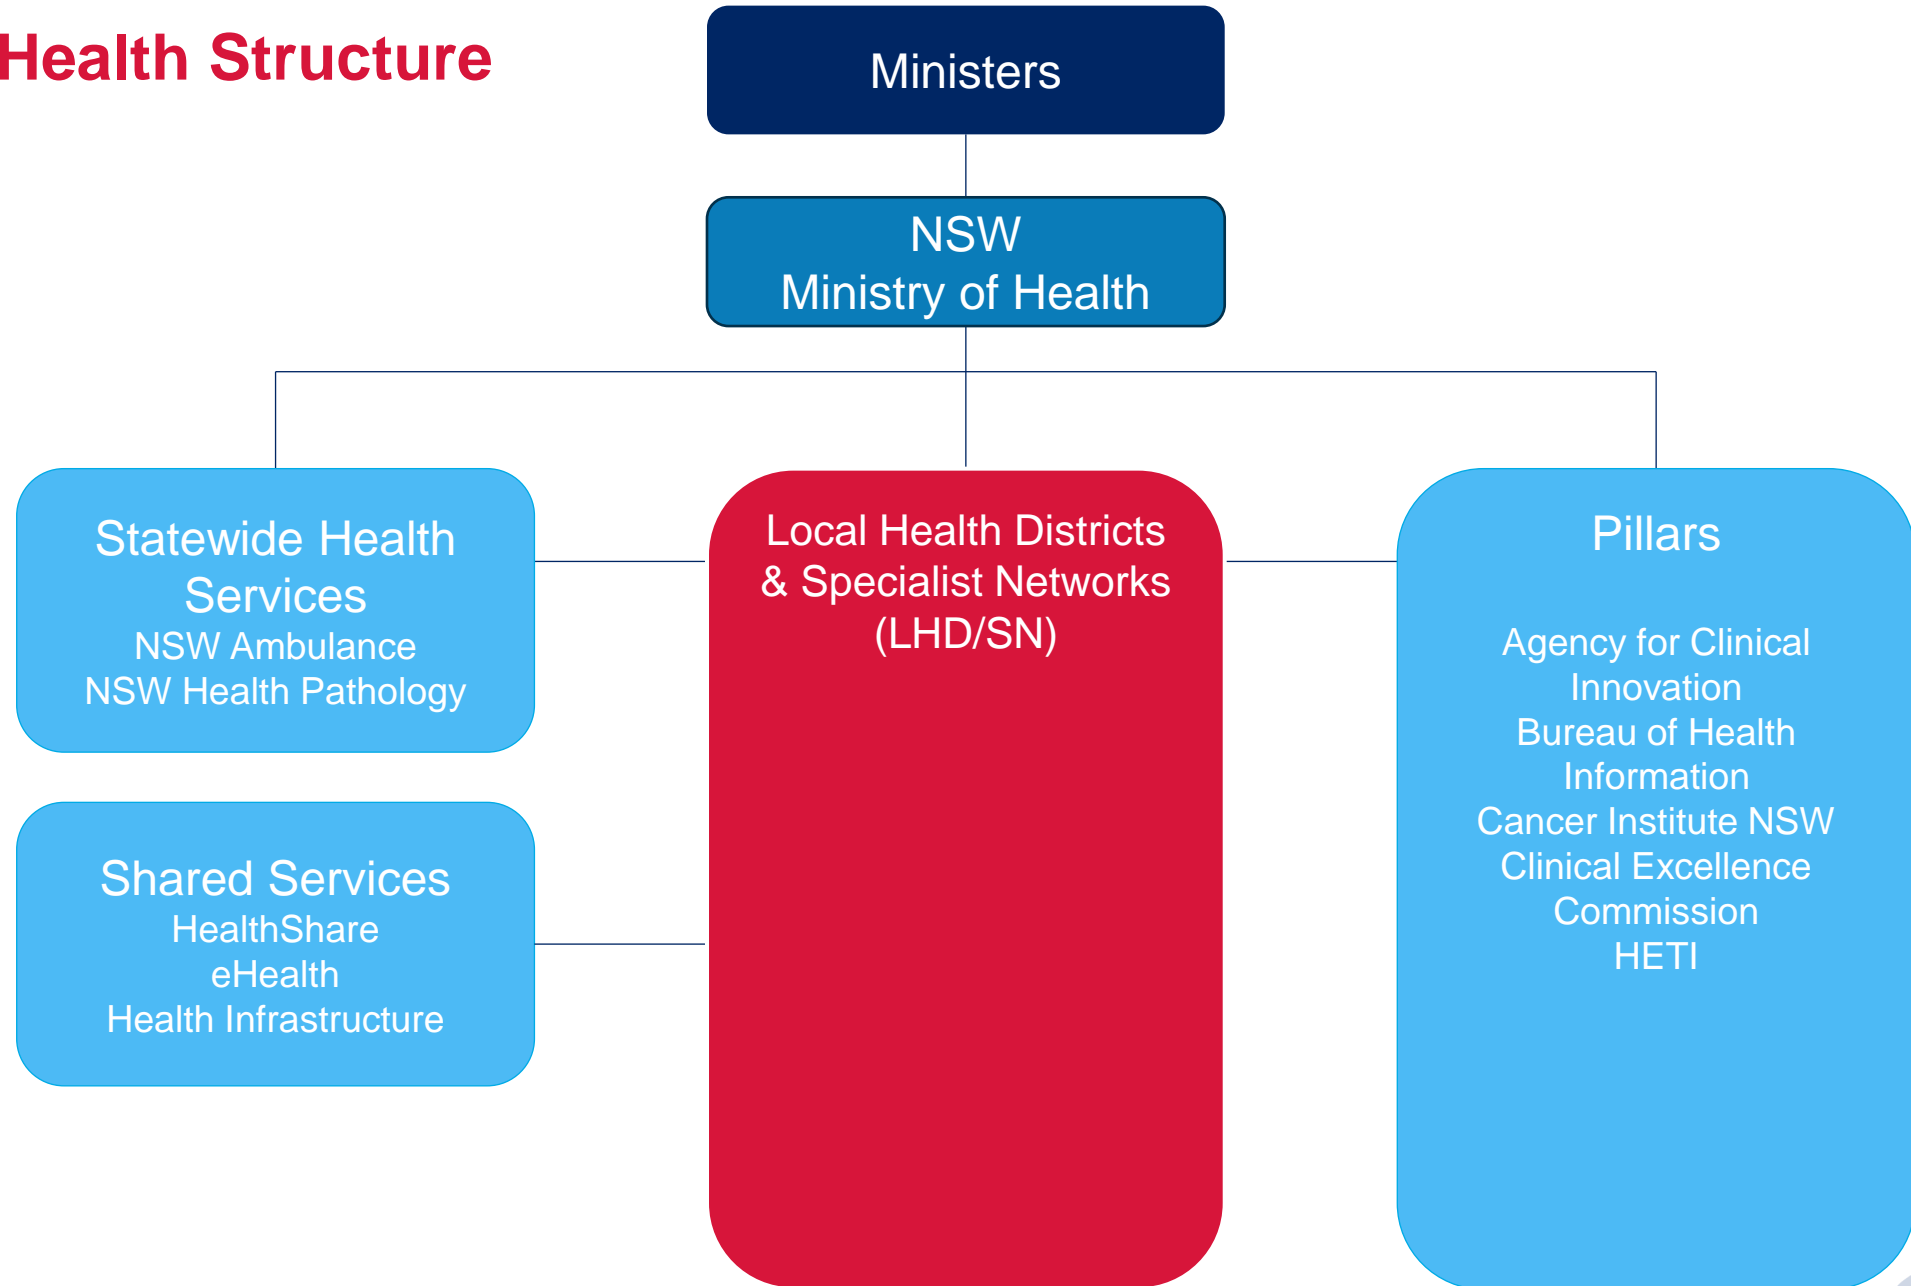 Health Structure
Ministers
NSW
Ministry of Health
Statewide Health
Services
NSW Ambulance
NSW Health Pathology
Shared Services
HealthShare
eHealth
Health Infrastructure
Local Health Districts
& Specialist Networks
(LHD/SN)
Pillars
Agency for Clinical
Innovation
Bureau of Health
Information
Cancer Institute NSW
Clinical Excellence
Commission
HETI